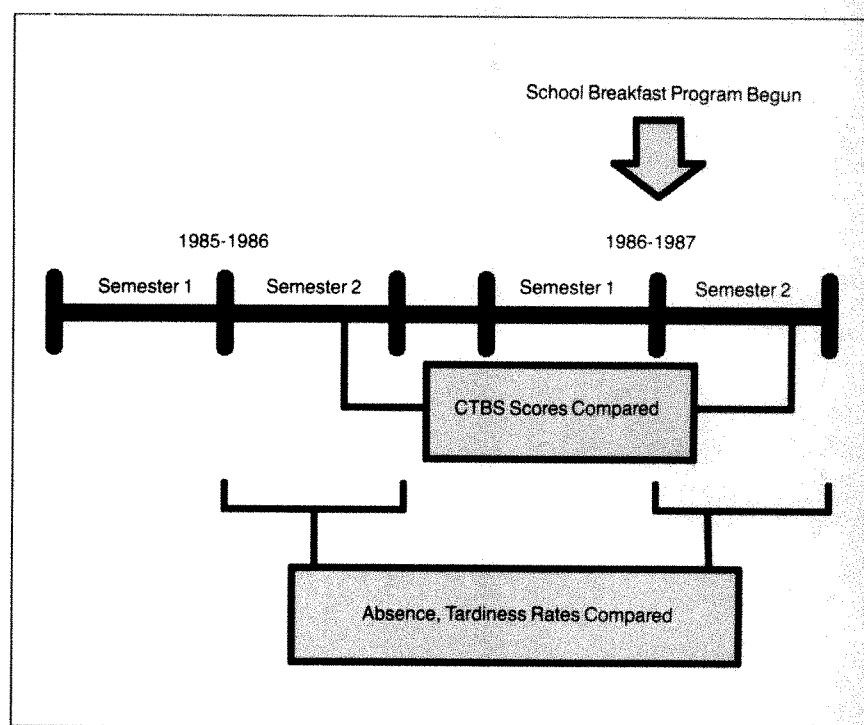 School Breakfast Program Begun
1985-1986
1986-1987
Semester 1
Semester 2
Semester 1
Semester 2
CTBS Scores Compared
Absence, Tardiness Rates Compared